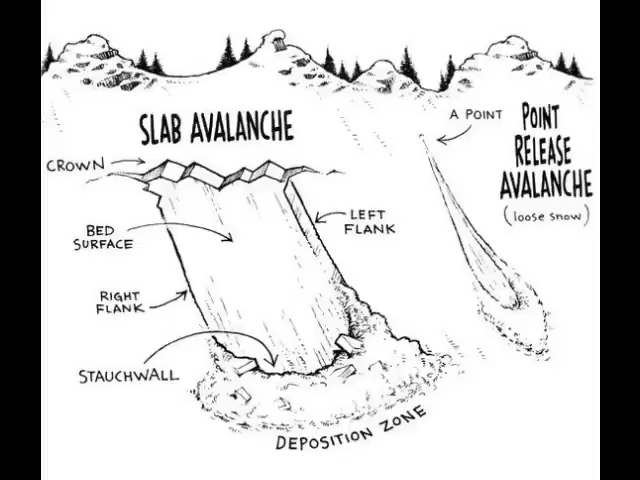 SLAB AVALANCHE
A POINT
POINT
RELEASE
AVALANCHE
(loose snow)
CROWN
LEFT
FLANK
BED
SURFACE
RIGHT
FLANK
STAUCHWALL
DEPOSITION ZONE